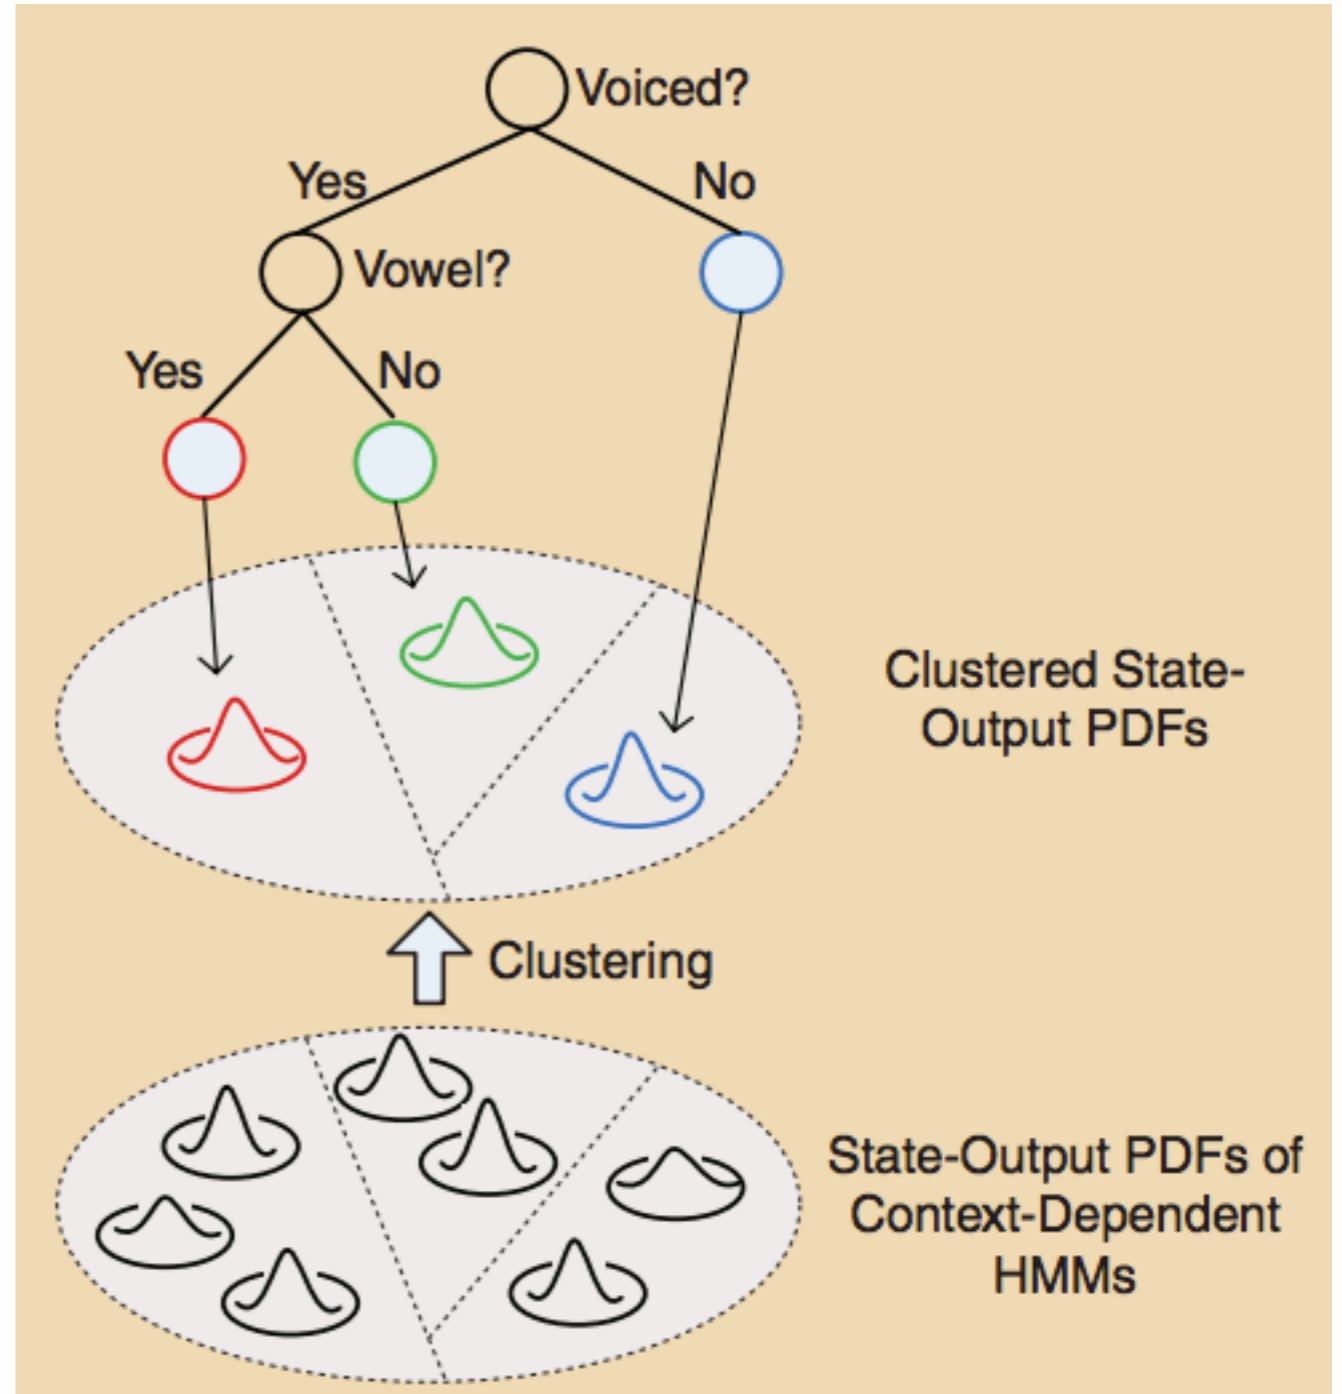 Voiced?
Yes
No
Vowel?
Yes
No
Clustered State-
Output PDFs
Clustering
State-Output PDFs of
Context-Dependent
HMMs